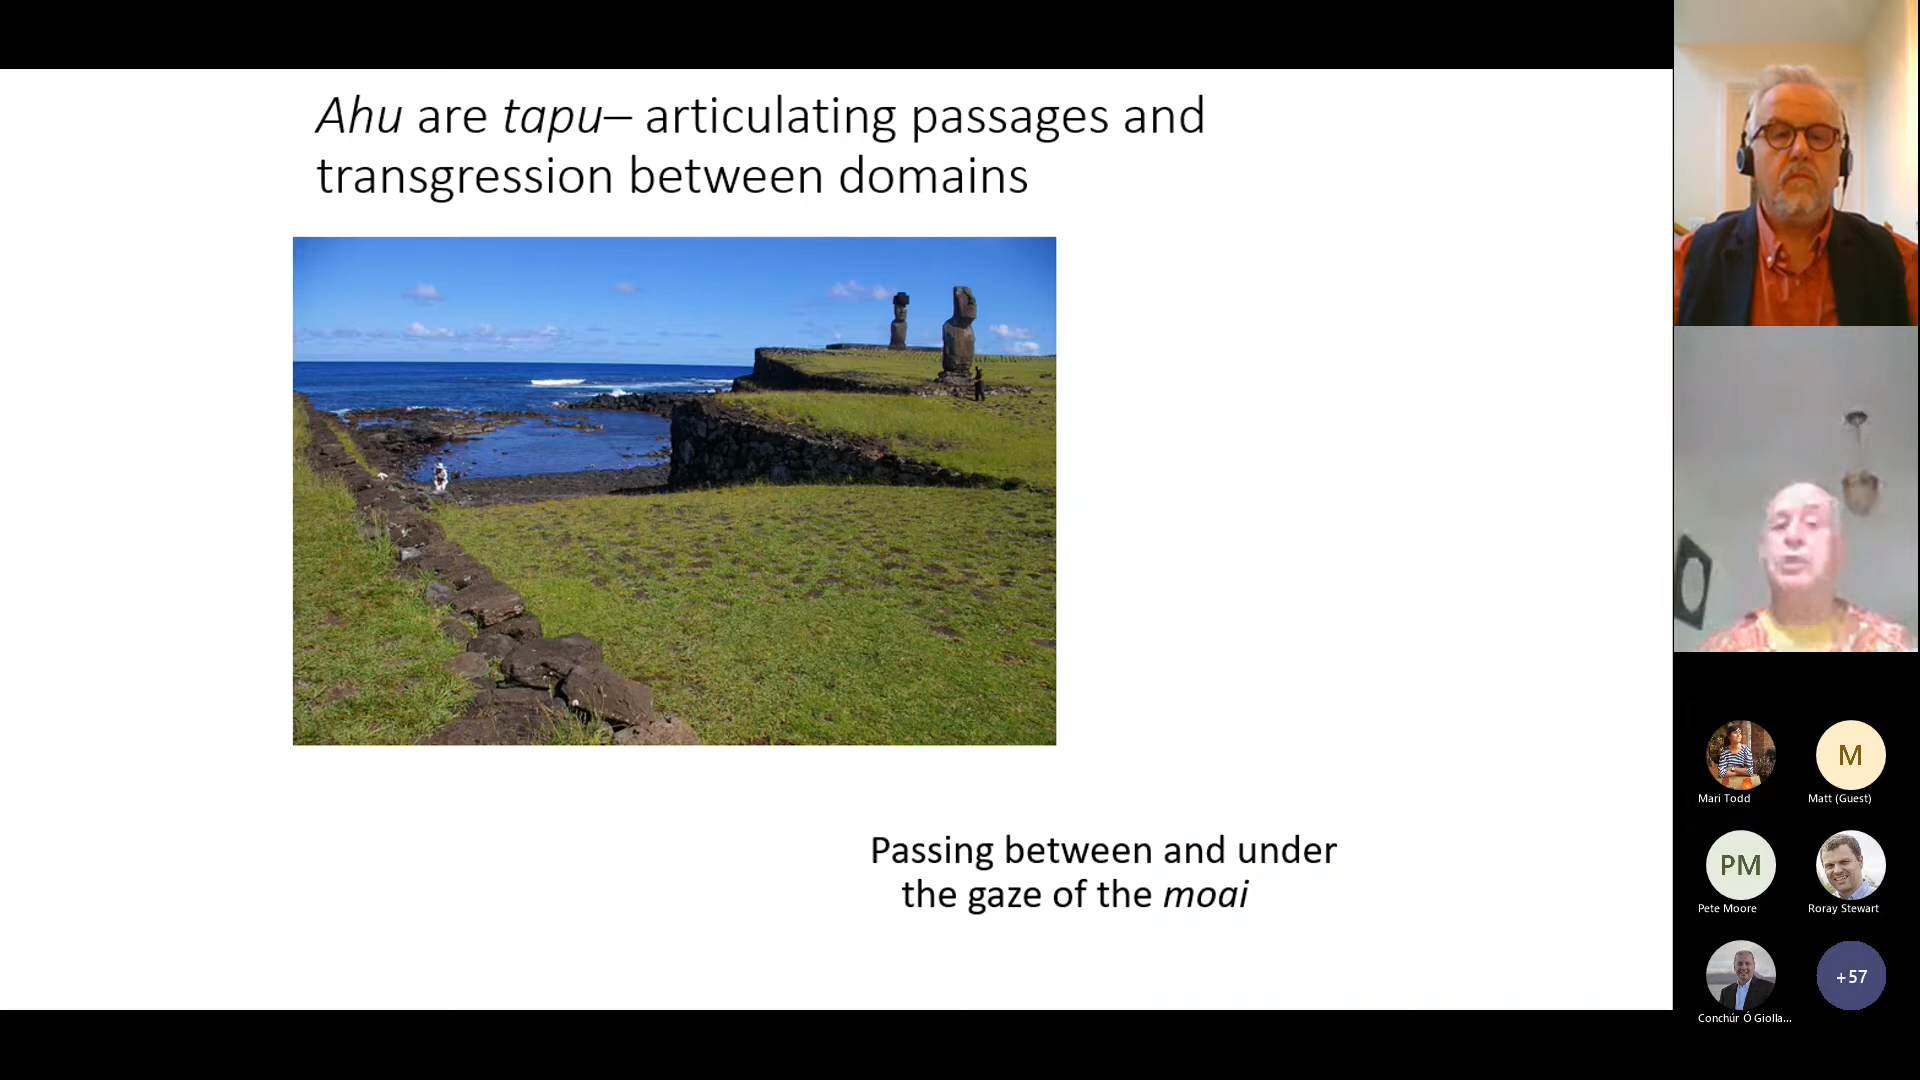 Ahu are tapu– articulating passages and
transgression between domains
Passing between and under
the gaze of the moai
Mari Todd
M
Matt (Guest)
PM
Pete Moore
Roray Stewart
Conchúr Ó Giolla...
+57